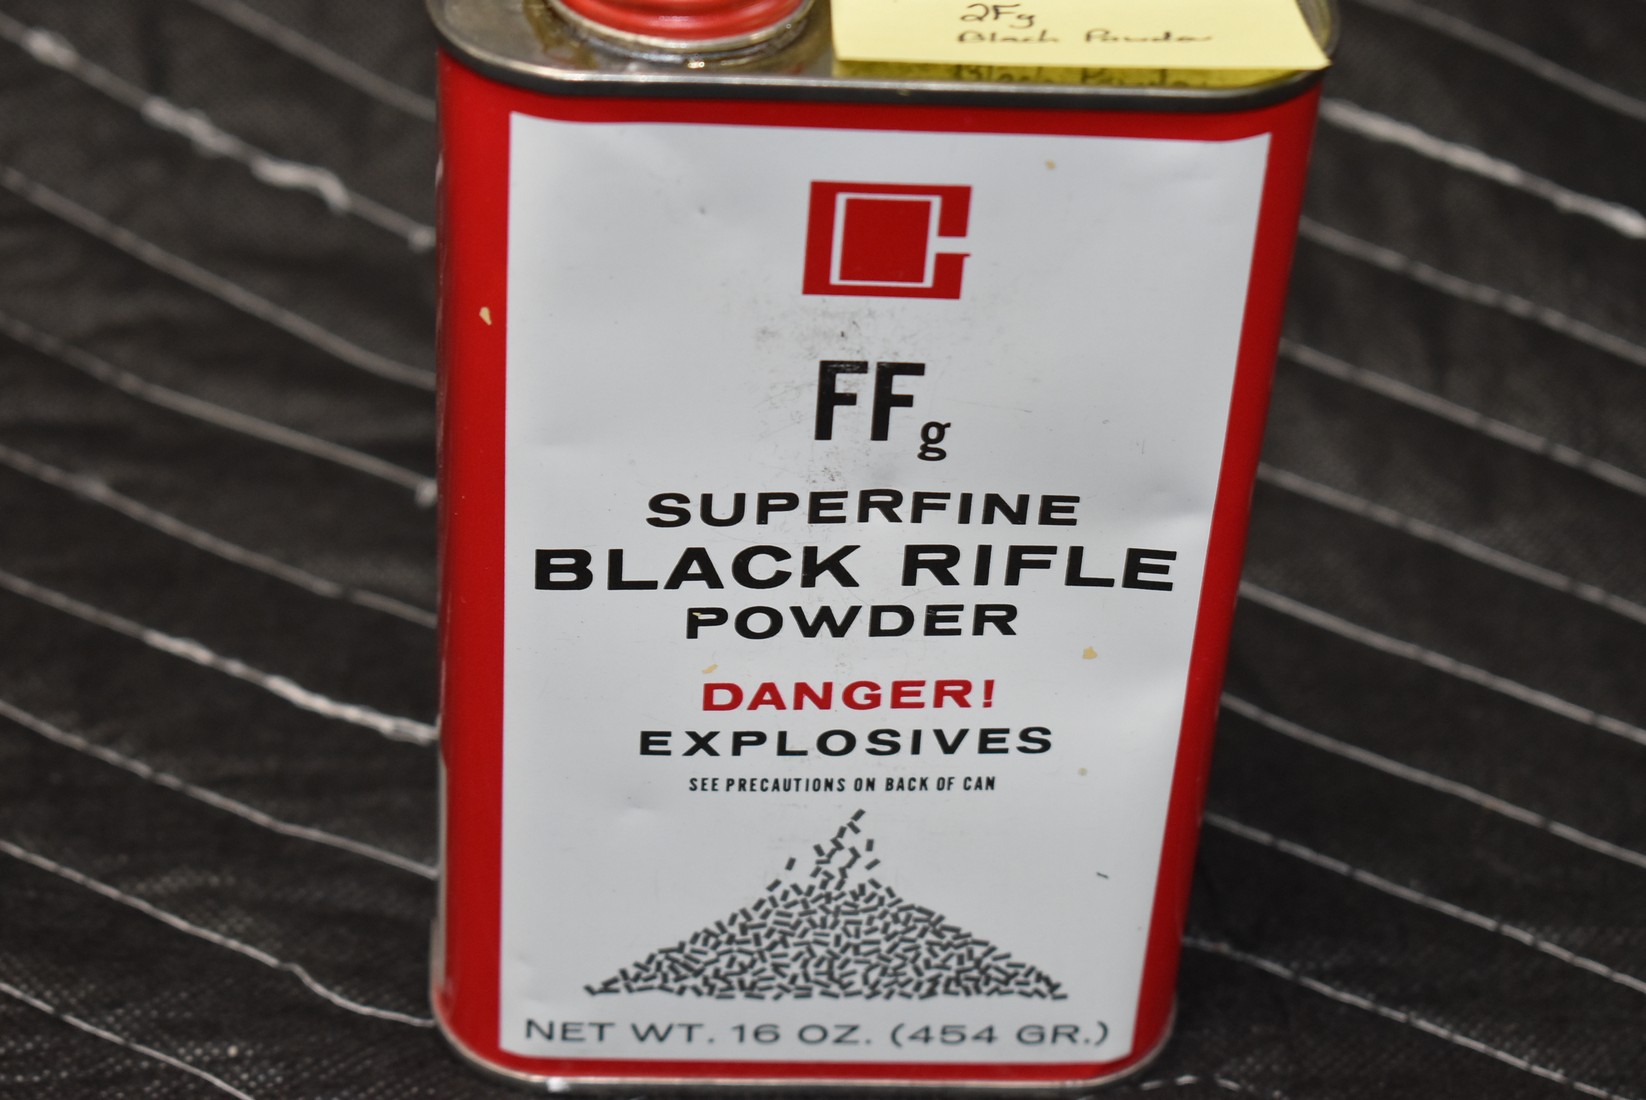 2Fg
Black Powder
FFg
SUPERFINE
BLACK RIFLE
POWDER
DANGER!
EXPLOSIVES
SEE PRECAUTIONS ON BACK OF CAN
NET WT. 16 OZ. (454 GR.)